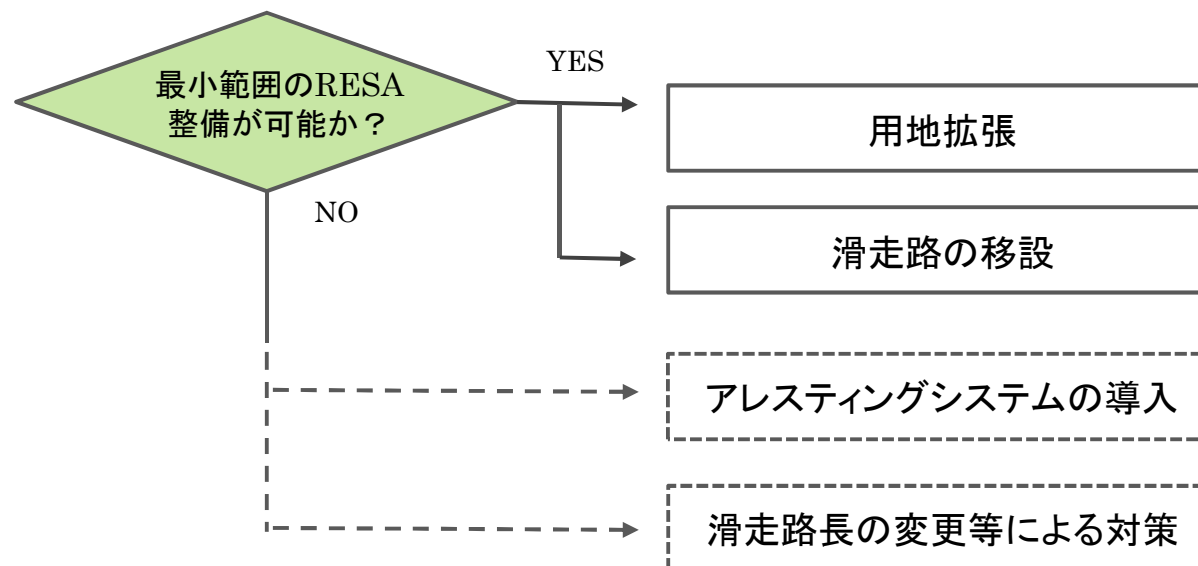 最小範囲のRESA
整備が可能か？
YES
用地拡張
滑走路の移設
NO
アレスティングシステムの導入
滑走路長の変更等による対策